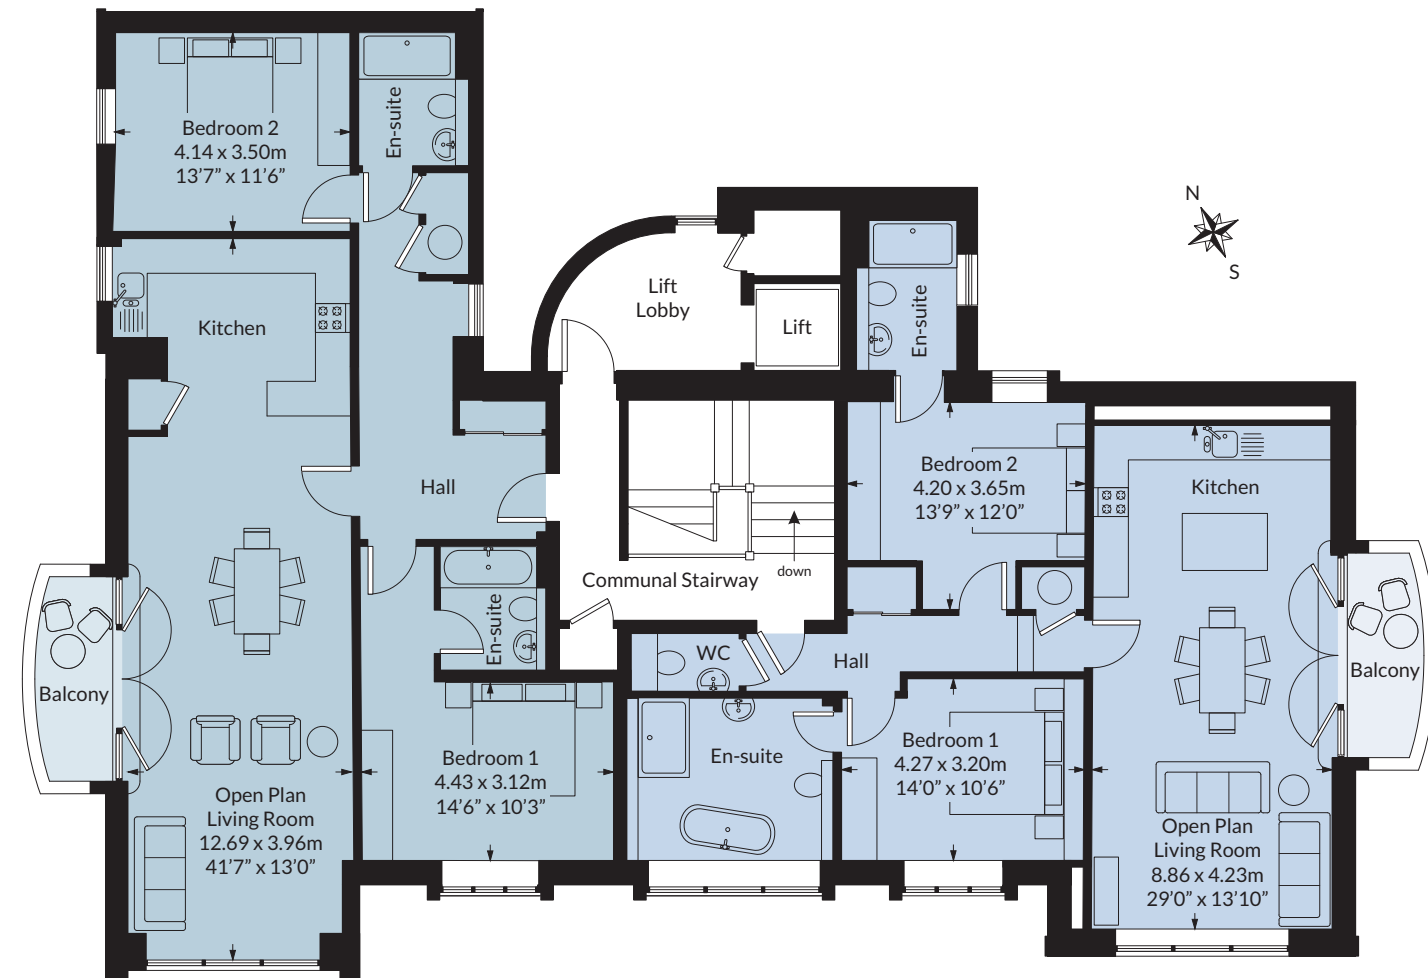 Bedroom 2
4.14 x 3.50m
13’7” x 11’6”
En-suite
Kitchen
Hall
Balcony
Open Plan
Living Room
12.69 x 3.96m
41’7” x 13’0”
En-suite
Bedroom 1
4.43 x 3.12m
14’6” x 10’3”
Lift
Lobby
Lift
Communal Stairway
down
N
S
En-suite
Bedroom 2
4.20 x 3.65m
13’9” x 12’0”
Kitchen
WC
Hall
En-suite
Bedroom 1
4.27 x 3.20m
14’0” x 10’6”
Balcony
Open Plan
Living Room
8.86 x 4.23m
29’0” x 13’10”